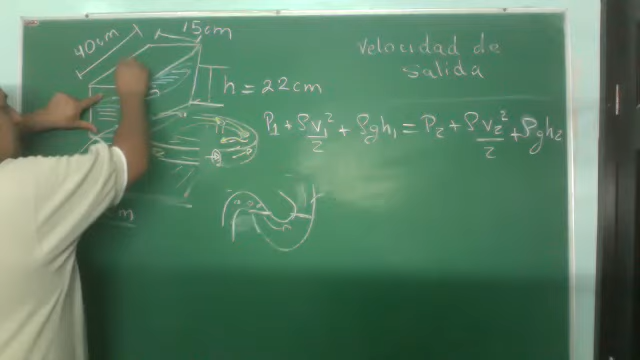 40cm
15cm
velocidad de
salida
h = 22cm
P₁ + ρv₁²/2 + ρgh₁ = P₂ + ρv₂²/2 + ρgh₂
m